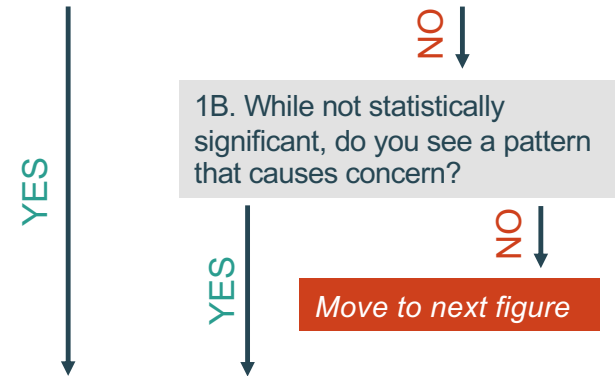 NO
1B. While not statistically
significant, do you see a pattern
that causes concern?
YES
NO
YES
Move to next figure